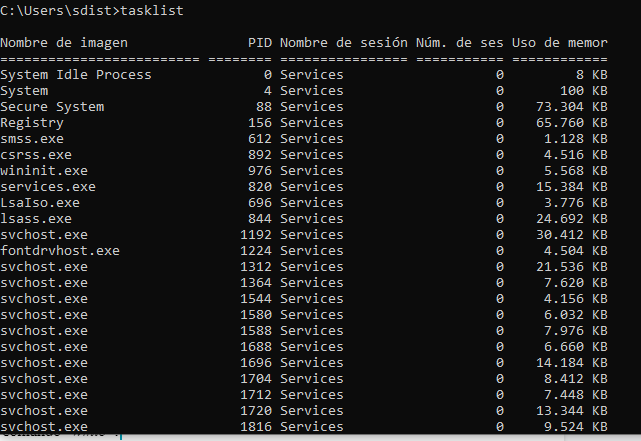 C:\Users\sdist>tasklist
Nombre de imagen PID Nombre de sesión Núm. de ses Uso de memor
========================= ======== ================ =========== ============
System Idle Process 0 Services 0 8 KB
System 4 Services 0 100 KB
Secure System 88 Services 0 73.304 KB
Registry 156 Services 0 65.760 KB
smss.exe 612 Services 0 1.128 KB
csrss.exe 892 Services 0 4.516 KB
wininit.exe 976 Services 0 5.568 KB
services.exe 820 Services 0 15.384 KB
LsaIso.exe 696 Services 0 3.776 KB
lsass.exe 844 Services 0 24.692 KB
svchost.exe 1192 Services 0 30.412 KB
fontdrvhost.exe 1224 Services 0 4.504 KB
svchost.exe 1312 Services 0 21.536 KB
svchost.exe 1364 Services 0 7.620 KB
svchost.exe 1544 Services 0 4.156 KB
svchost.exe 1580 Services 0 6.032 KB
svchost.exe 1588 Services 0 7.976 KB
svchost.exe 1688 Services 0 6.660 KB
svchost.exe 1696 Services 0 14.184 KB
svchost.exe 1704 Services 0 8.412 KB
svchost.exe 1712 Services 0 7.448 KB
svchost.exe 1720 Services 0 13.344 KB
svchost.exe 1816 Services 0 9.524 KB